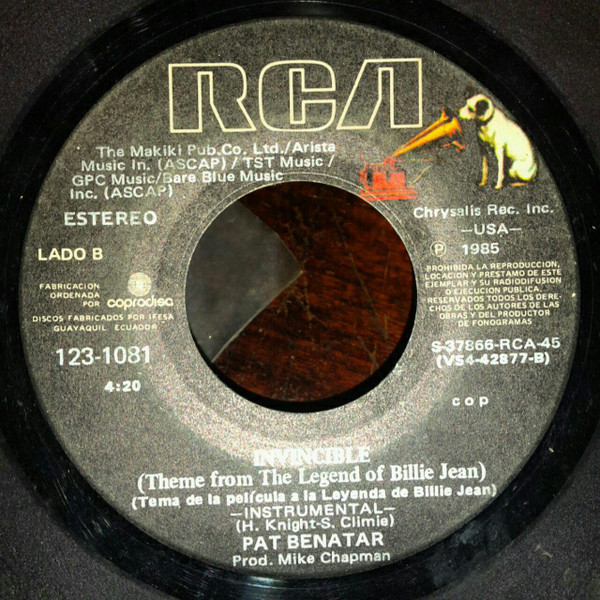 RCA
The Makiki Pub.Co. Ltd./Arista
Music In. (ASCAP) / TST Music /
GPC Music/Bare Blue Music
Inc. (ASCAP)
ESTEREO
LADO B
FABRICACION
ORDENADA
POR
coprodisa
DISCOS FABRICADOS POR IFESA
GUAYAQUIL ECUADOR
123-1081
4:20
Chrysalis Rec. Inc.
—USA—
Ⓟ 1985
PROHIBIDA LA REPRODUCCION,
LOCACION Y PRESTAMO DE ESTE
EJEMPLAR Y SU RADIODIFUSION
O EJECUCION PUBLICA.
RESERVADOS TODOS LOS DERE-
CHOS DE LOS AUTORES DE LAS
OBRAS Y DEL PRODUCTOR
DE FONOGRAMAS
S-37866-RCA-45
(VS4-42877-B)
c o p
INVINCIBLE
(Theme from The Legend of Billie Jean)
(Tema de la película a la Leyenda de Billie Jean)
—INSTRUMENTAL—
(H. Knight-S. Climie)
PAT BENATAR
Prod. Mike Chapman